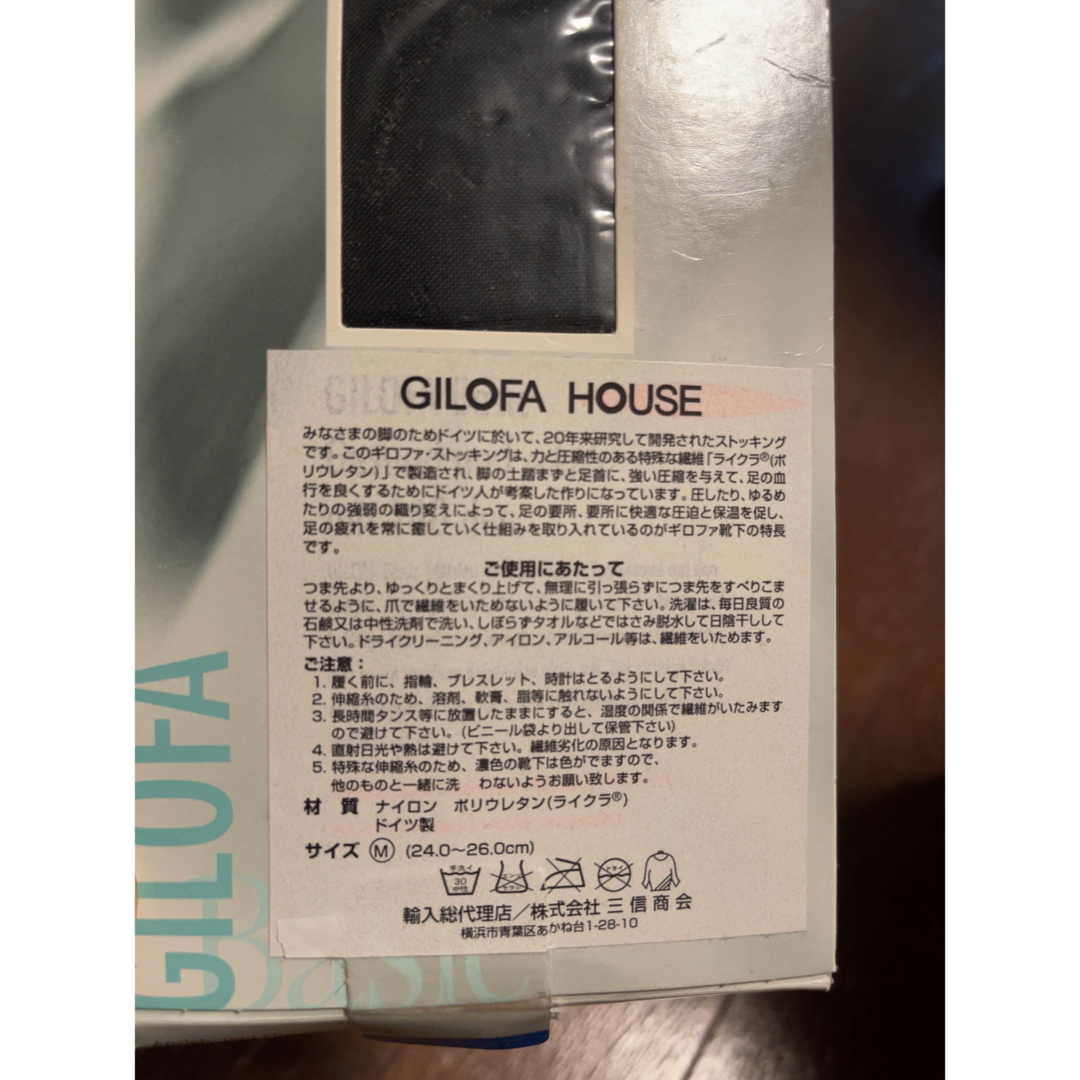 GILOFA HOUSE
みなさまの脚のためドイツに於いて、20年来研究して開発されたストッキング
です。このギロファ・ストッキングは、力と圧縮性のある特殊な繊維「ライクラ®(ポ
リウレタン)」で製造され、脚の土踏まずと足首に、強い圧縮を与えて、足の血
行を良くするためにドイツ人が考案した作りになっています。圧したり、ゆるめ
たりの強弱の織り変えによって、足の要所、要所に快適な圧迫と保温を促し、
足の疲れを常に癒していく仕組みを取り入れているのがギロファ靴下の特長
です。
ご使用にあたって
つま先より、ゆっくりとまくり上げて、無理に引っ張らずにつま先をすべりこま
せるように、爪で繊維をいためないように履いて下さい。洗濯は、毎日良質の
石鹸又は中性洗剤で洗い、しぼらずタオルなどではさみ脱水して日陰干しして
下さい。ドライクリーニング、アイロン、アルコール等は、繊維をいためます。
ご注意：
1. 履く前に、指輪、ブレスレット、時計はとるようにして下さい。
2. 伸縮糸のため、溶剤、軟膏、脂等に触れないようにして下さい。
3. 長時間タンス等に放置したままにすると、湿度の関係で繊維がいたみます
ので避けて下さい。(ビニール袋より出して保管下さい)
4. 直射日光や熱は避けて下さい。繊維劣化の原因となります。
5. 特殊な伸縮糸のため、濃色の靴下は色がでますので、
他のものと一緒に洗　わないようお願い致します。
材 質　ナイロン　ポリウレタン(ライクラ®)
ドイツ製
サイズ Ⓜ (24.0〜26.0cm)
手洗イ 30 中性 エンソ サラシ ドライ
輸入総代理店／株式会社 三信商会
横浜市青葉区あかね台1-28-10
GILOFA
Basic